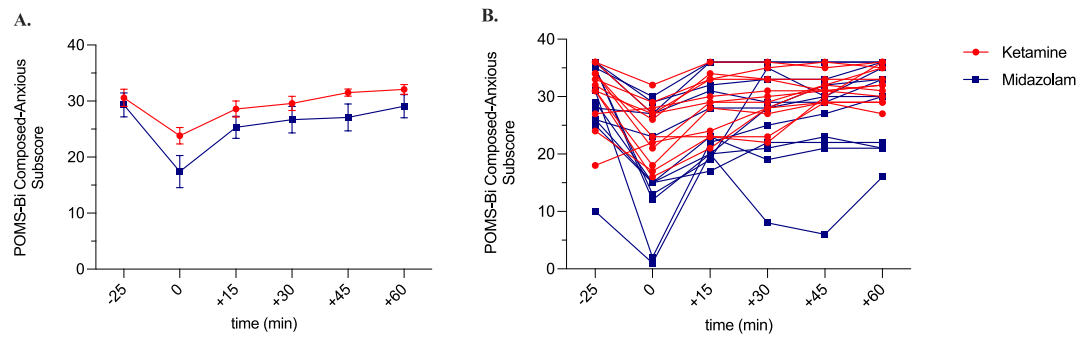 A.
POMS-Bi Composed-Anxious
Subscore
40
30
20
10
0
-25
0
+15
+30
+45
+60
time (min)
B.
POMS-Bi Composed-Anxious
Subscore
40
30
20
10
0
-25
0
+15
+30
+45
+60
time (min)
Ketamine
Midazolam